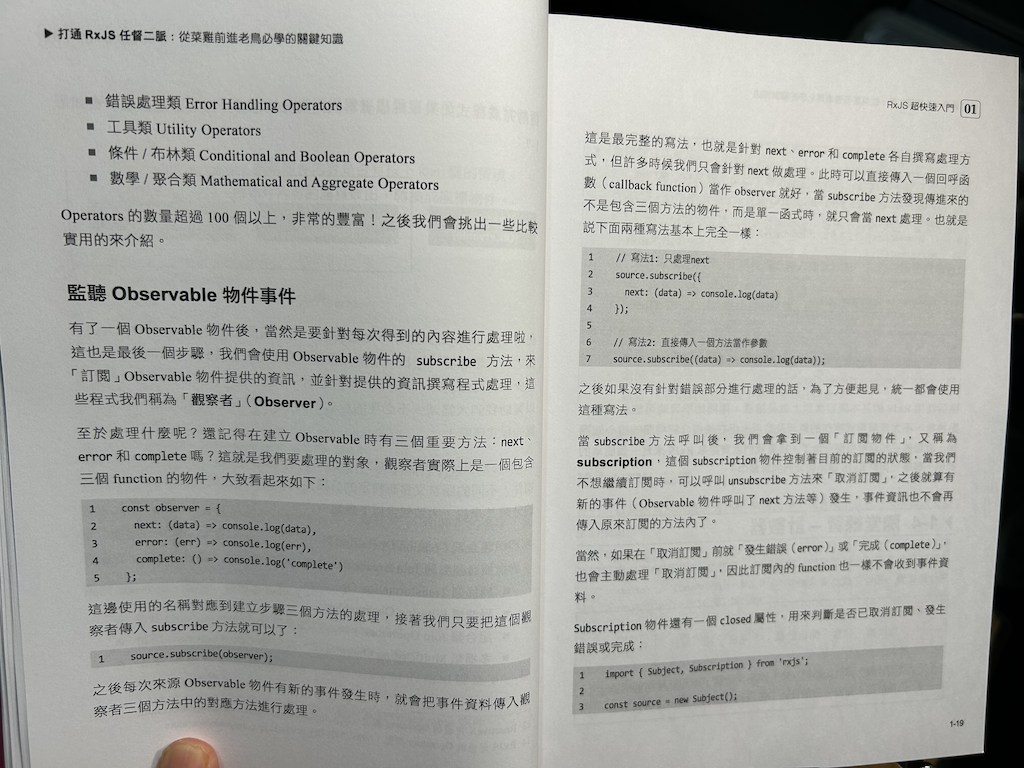 ▶ 打通 RxJS 任督二脈：從菜雞前進老鳥必學的關鍵知識
■ 錯誤處理類 Error Handling Operators
■ 工具類 Utility Operators
■ 條件 / 布林類 Conditional and Boolean Operators
■ 數學 / 聚合類 Mathematical and Aggregate Operators
Operators 的數量超過 100 個以上，非常的豐富！之後我們會挑出一些比較
實用的來介紹。
監聽 Observable 物件事件
有了一個 Observable 物件後，當然是要針對每次得到的內容進行處理啦，
這也是最後一個步驟，我們會使用 Observable 物件的 subscribe 方法，來
「訂閱」Observable 物件提供的資訊，並針對提供的資訊撰寫程式處理，這
些程式我們稱為「觀察者」（Observer）。
至於處理什麼呢？還記得在建立 Observable 時有三個重要方法：next、
error 和 complete 嗎？這就是我們要處理的對象，觀察者實際上是一個包含
三個 function 的物件，大致看起來如下：
1 const observer = {
2 next: (data) => console.log(data),
3 error: (err) => console.log(err),
4 complete: () => console.log('complete')
5 };
這邊使用的名稱對應到建立步驟三個方法的處理，接著我們只要把這個觀
察者傳入 subscribe 方法就可以了：
1 source.subscribe(observer);
之後每次來源 Observable 物件有新的事件發生時，就會把事件資料傳入觀
察者三個方法中的對應方法進行處理。
RxJS 超快速入門 01
這是最完整的寫法，也就是針對 next、error 和 complete 各自撰寫處理方
式，但許多時候我們只會針對 next 做處理。此時可以直接傳入一個回呼函
數（callback function）當作 observer 就好，當 subscribe 方法發現傳進來的
不是包含三個方法的物件，而是單一函式時，就只會當 next 處理。也就是
說下面兩種寫法基本上完全一樣：
1 // 寫法1: 只處理next
2 source.subscribe({
3 next: (data) => console.log(data)
4 });
5
6 // 寫法2: 直接傳入一個方法當作參數
7 source.subscribe((data) => console.log(data));
之後如果沒有針對錯誤部分進行處理的話，為了方便起見，統一都會使用
這種寫法。
當 subscribe 方法呼叫後，我們會拿到一個「訂閱物件」，又稱為
subscription，這個 subscription 物件控制著目前的訂閱的狀態，當我們
不想繼續訂閱時，可以呼叫 unsubscribe 方法來「取消訂閱」，之後就算有
新的事件（Observable 物件呼叫了 next 方法等）發生，事件資訊也不會再
傳入原來訂閱的方法內了。
當然，如果在「取消訂閱」前就「發生錯誤（error）」或「完成（complete）」，
也會主動處理「取消訂閱」，因此訂閱內的 function 也一樣不會收到事件資
料。
Subscription 物件還有一個 closed 屬性，用來判斷是否已取消訂閱、發生
錯誤或完成：
1 import { Subject, Subscription } from 'rxjs';
2
3 const source = new Subject();
1-19